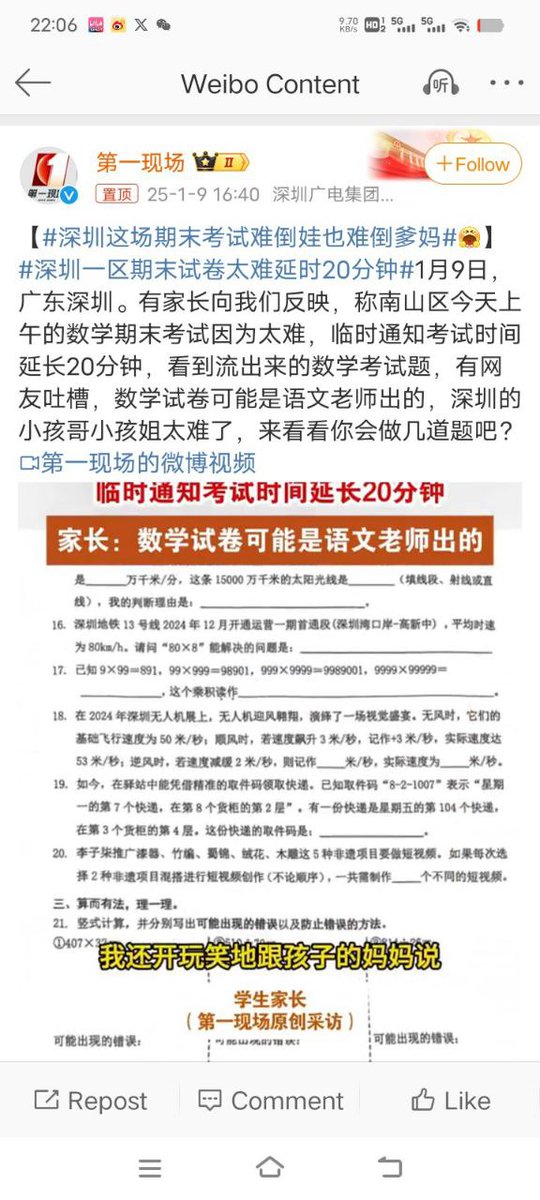 22:06
9.70
KB/s
HD
1
2
5G
5G
Weibo Content
听
第一现场
II
+Follow
置顶 25-1-9 16:40 深圳广电集团...
【#深圳这场期末考试难倒娃也难倒爹妈#】
#深圳一区期末试卷太难延时20分钟#1月9日，
广东深圳。有家长向我们反映，称南山区今天上
午的数学期末考试因为太难，临时通知考试时间
延长20分钟，看到流出来的数学考试题，有网
友吐槽，数学试卷可能是语文老师出的，深圳的
小孩哥小孩姐太难了，来看看你会做几道题吧？
第一现场的微博视频
临时通知考试时间延长20分钟
家长：数学试卷可能是语文老师出的
是______万千米/分，这条 15000 万千米的太阳光线是______（填线段、射线或直
线），我的判断理由是：______。
16. 深圳地铁 13 号线 2024 年 12 月开通运营一期首通段（深圳湾口岸-高新中），平均时速
为 80km/h。请问“80×8”能解决的问题是：______
17. 已知 9×99=891，99×999=98901，999×9999=9989001，9999×99999=
______，这个乘积读作______。
18. 在 2024 年深圳无人机展上，无人机迎风翱翔，演绎了一场视觉盛宴。无风时，它们的
基础飞行速度为 50 米/秒；顺风时，若速度飙升 3 米/秒，记作+3 米/秒，实际速度达
53 米/秒；逆风时，若速度减缓 2 米/秒，则记作____米/秒，实际速度为____米/秒。
19. 如今，在驿站中能凭借精准的取件码领取快递。已知取件码“8-2-1007”表示“星期
一的第 7 个快递，在第 8 个货柜的第 2 层”。有一份快递是星期五的第 104 个快递，
在第 3 个货柜的第 4 层。这份快递的取件码是：______。
20. 李子柒推广漆器、竹编、蜀锦、绒花、木雕这 5 种非遗项目要做短视频。如果每次选
择 2 种非遗项目混搭进行短视频创作（不论顺序），一共需制作____个不同的短视频。
三、算而有法，理一理。
21. 竖式计算，并分别写出可能出现的错误以及防止错误的方法。
①407×3
我还开玩笑地跟孩子的妈妈说
学生家长
（第一现场原创采访）
可能出现的错误：
可能出现的错误：
可能出现的错误：
Repost
Comment
Like